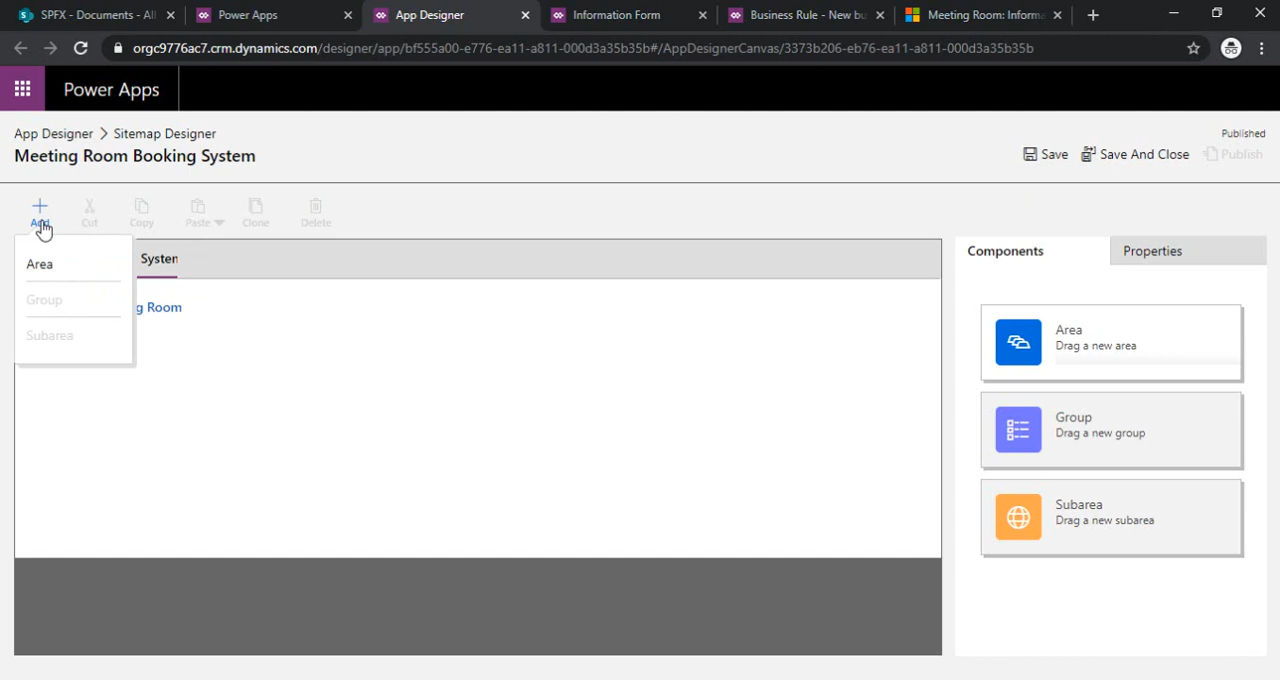 SPFX - Documents - All
Power Apps
App Designer
Information Form
Business Rule - New bu
Meeting Room: Informa
orgc9776ac7.crm.dynamics.com/designer/app/bf555a00-e776-ea11-a811-000d3a35b35b#/AppDesignerCanvas/3373b206-eb76-ea11-a811-000d3a35b35b
Power Apps
App Designer > Sitemap Designer
Published
Meeting Room Booking System
Save
Save And Close
Publish
Add
Cut
Copy
Paste
Clone
Delete
Area
Group
Subarea
System
g Room
Components
Properties
Area
Drag a new area
Group
Drag a new group
Subarea
Drag a new subarea